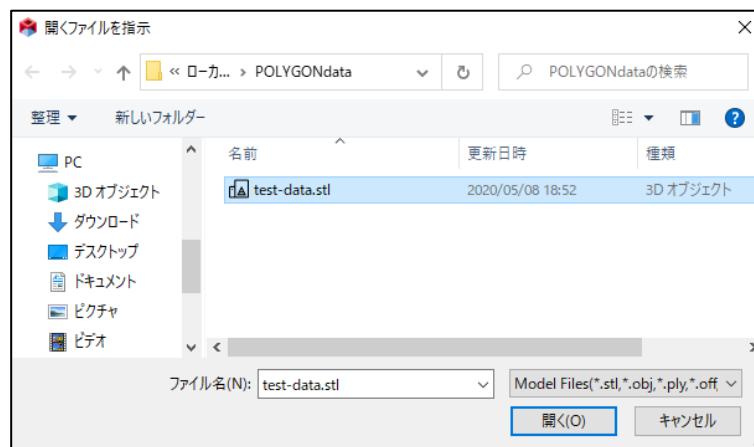 開くファイルを指示
« ローカ... › POLYGONdata
POLYGONdataの検索
整理 新しいフォルダー
PC
3D オブジェクト
ダウンロード
デスクトップ
ドキュメント
ピクチャ
ビデオ
名前 更新日時 種類
test-data.stl 2020/05/08 18:52 3D オブジェクト
ファイル名(N): test-data.stl Model Files(*.stl,*.obj,*.ply,*.off,
開く(O) キャンセル